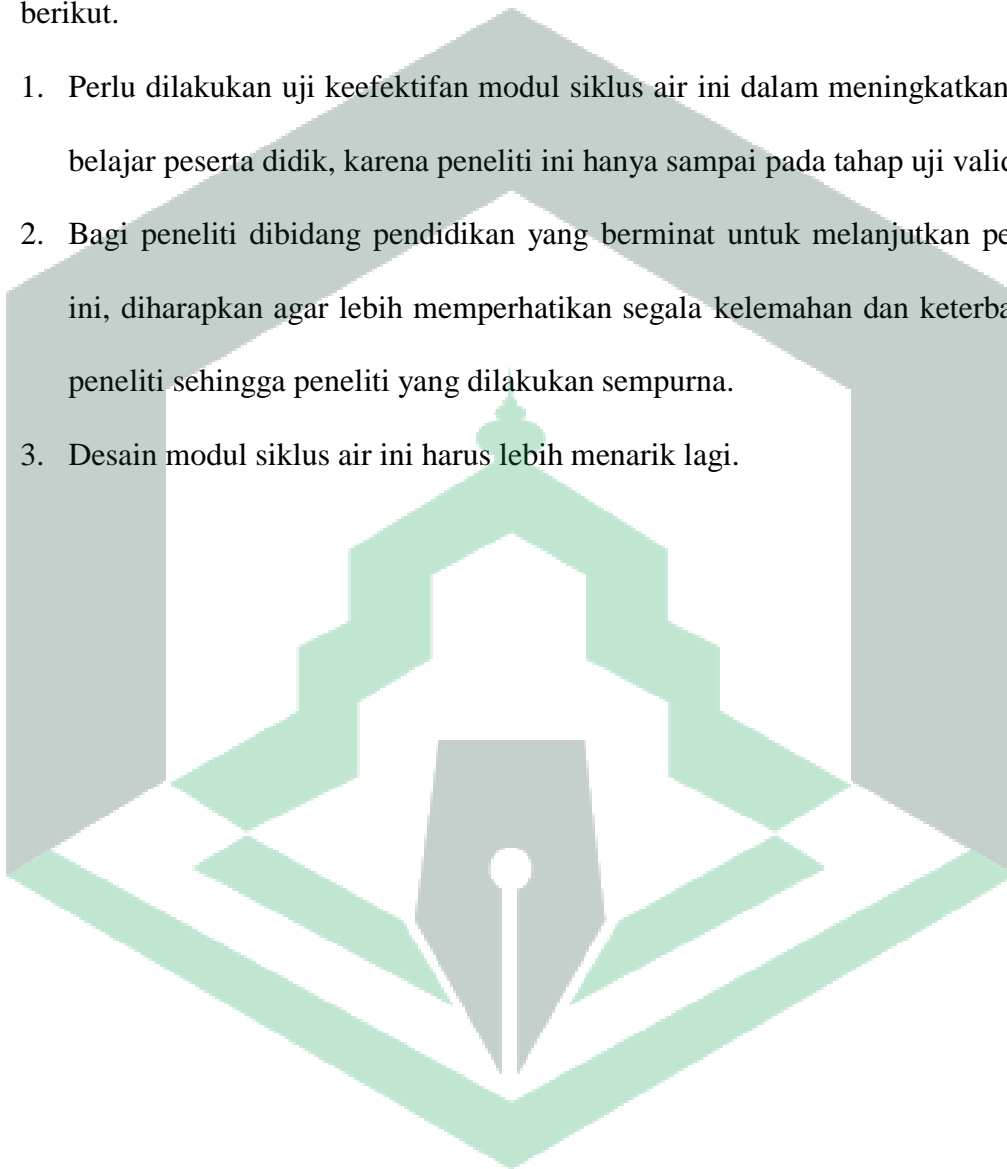 berikut.
1. Perlu dilakukan uji keefektifan modul siklus air ini dalam meningkatkan
belajar peserta didik, karena peneliti ini hanya sampai pada tahap uji valid
2. Bagi peneliti dibidang pendidikan yang berminat untuk melanjutkan pe
ini, diharapkan agar lebih memperhatikan segala kelemahan dan keterba
peneliti sehingga peneliti yang dilakukan sempurna.
3. Desain modul siklus air ini harus lebih menarik lagi.